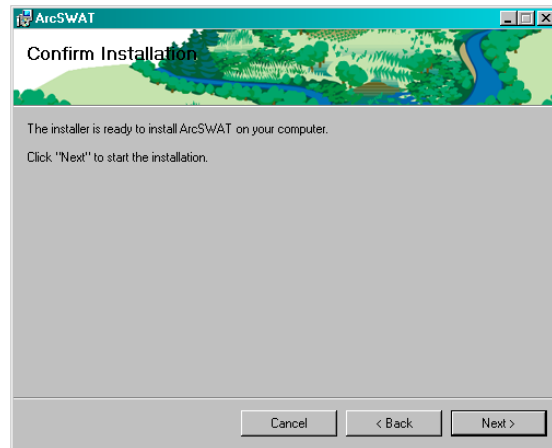 ArcSWAT
Confirm Installation
The installer is ready to install ArcSWAT on your computer.
Click "Next" to start the installation.
Cancel
< Back
Next >